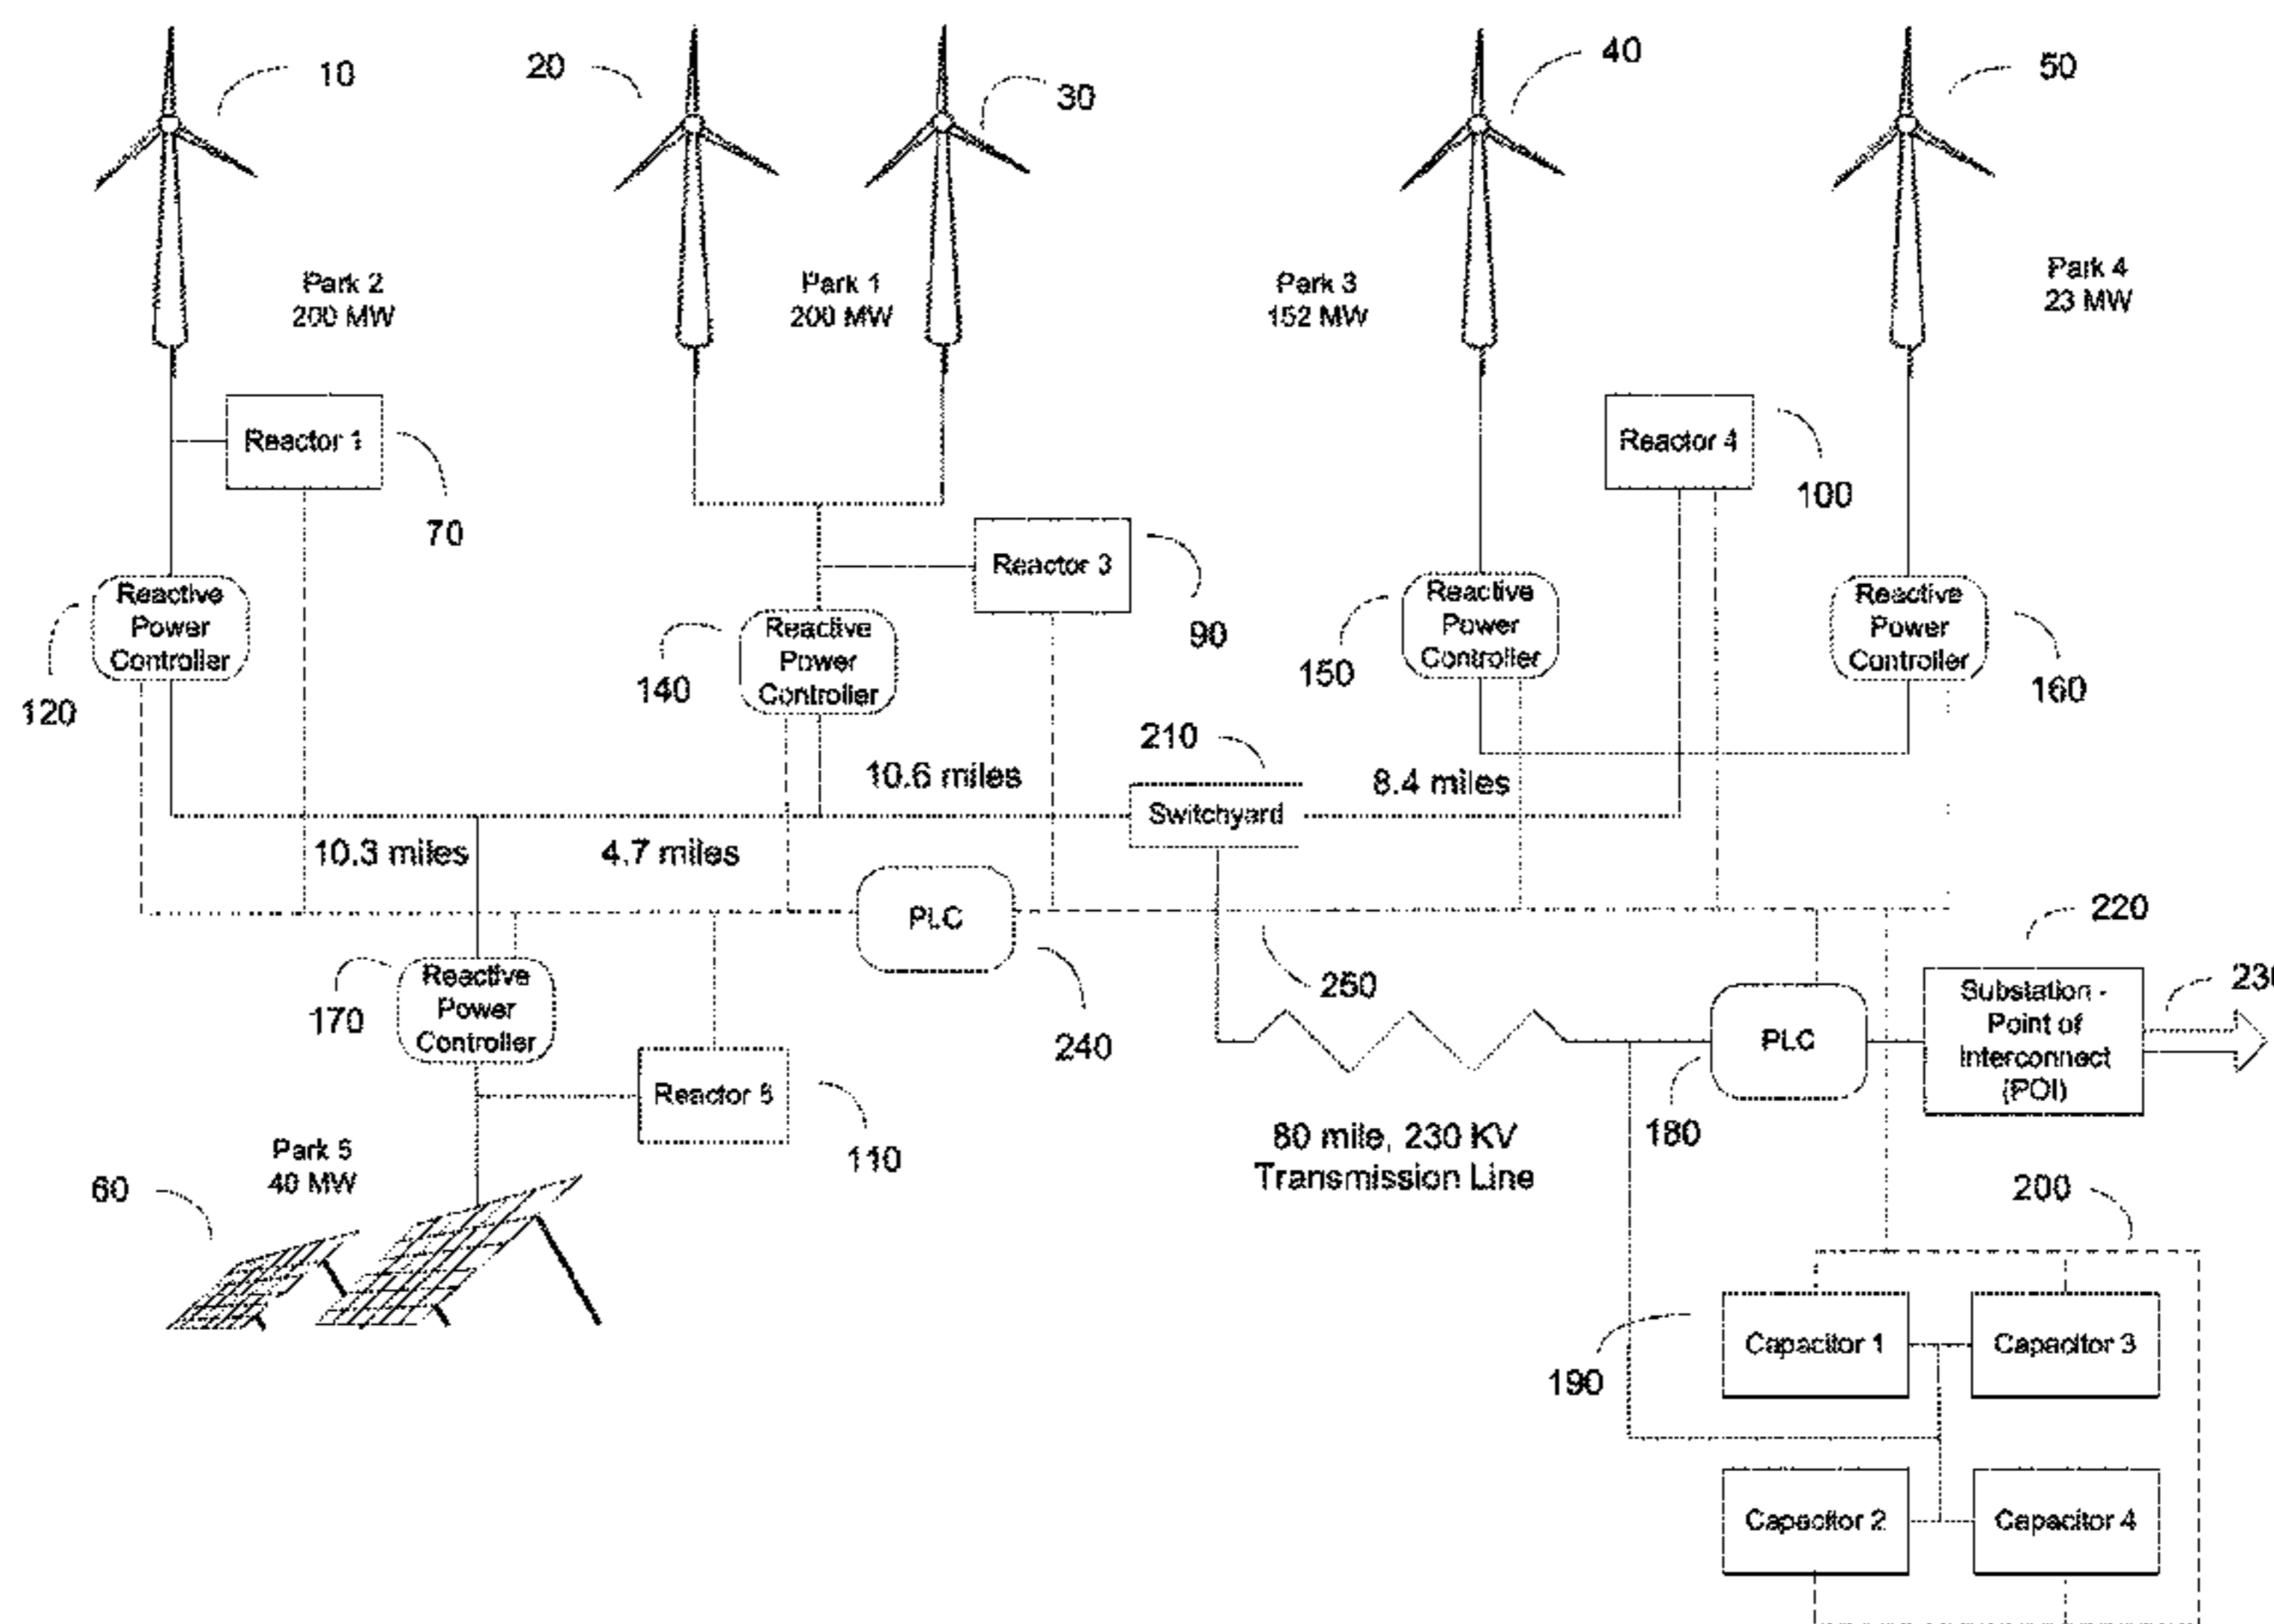 10
20
30
40
50
Park 2
200 MW
Park 1
200 MW
Park 3
152 MW
Park 4
23 MW
Reactor 1
70
Reactor 3
90
Reactor 4
100
Reactive
Power
Controller
120
Reactive
Power
Controller
140
Reactive
Power
Controller
150
Reactive
Power
Controller
160
210
10.6 miles
Switchyard
8.4 miles
10.3 miles
4.7 miles
PLC
240
250
220
230
Reactive
Power
Controller
170
Reactor 5
110
PLC
180
Substation -
Point of
Interconnect
(POI)
80 mile, 230 KV
Transmission Line
Park 5
40 MW
60
200
190
Capacitor 1
Capacitor 3
Capacitor 2
Capacitor 4